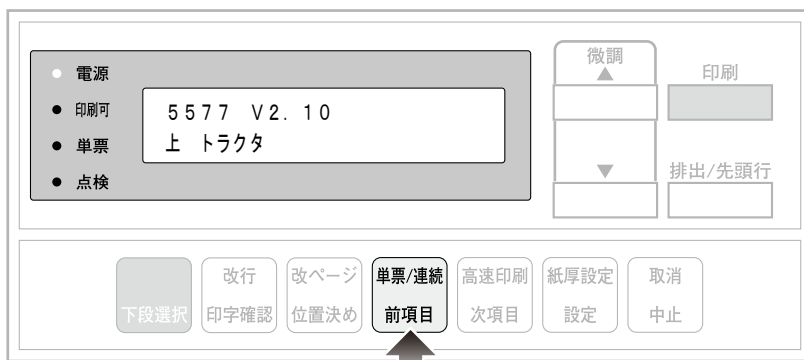 電源
印刷可
単票
点検
5577 V2.10
上 トラクタ
微調
▲
▼
印刷
排出/先頭行
下段選択
改行
印字確認
改ページ
位置決め
単票/連続
前項目
高速印刷
次項目
紙厚設定
設定
取消
中止